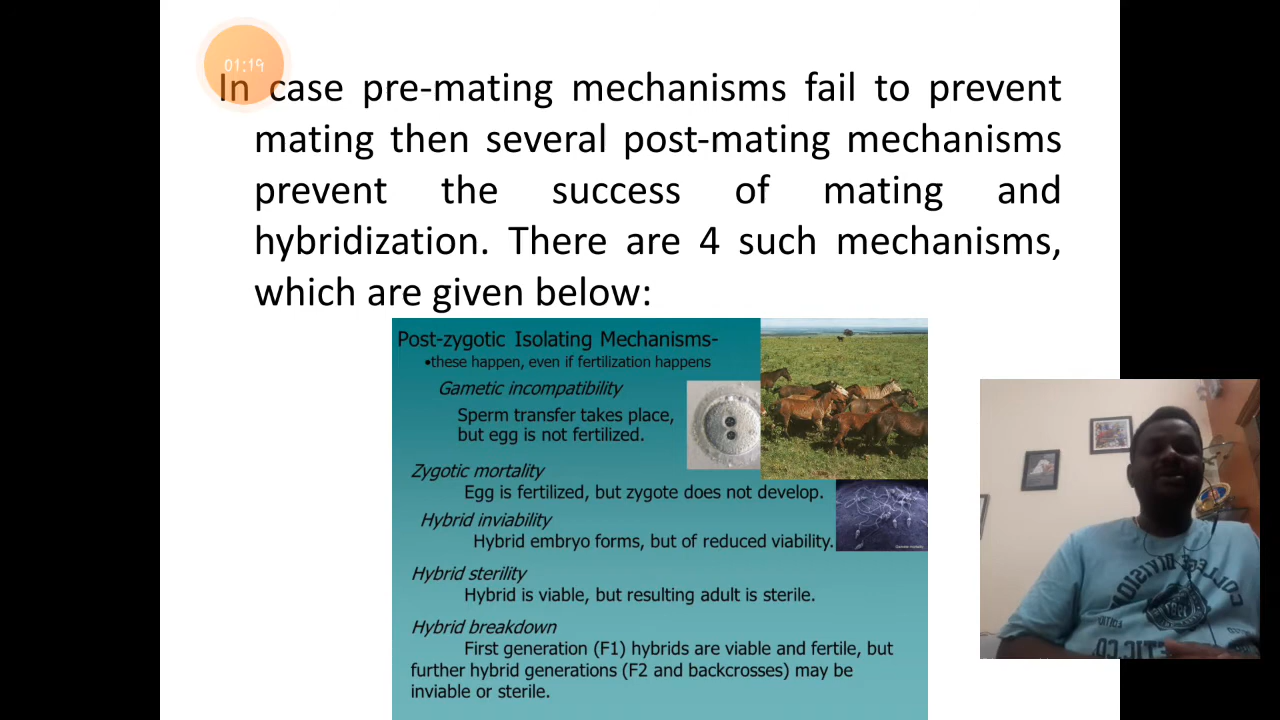 01:19
In case pre-mating mechanisms fail to prevent
mating then several post-mating mechanisms
prevent the success of mating and
hybridization. There are 4 such mechanisms,
which are given below:
Post-zygotic Isolating Mechanisms-
•these happen, even if fertilization happens
Gametic incompatibility
Sperm transfer takes place,
but egg is not fertilized.
Zygotic mortality
Egg is fertilized, but zygote does not develop.
Hybrid inviability
Hybrid embryo forms, but of reduced viability.
Hybrid sterility
Hybrid is viable, but resulting adult is sterile.
Hybrid breakdown
First generation (F1) hybrids are viable and fertile, but
further hybrid generations (F2 and backcrosses) may be
inviable or sterile.
COLLEGE DIVISION